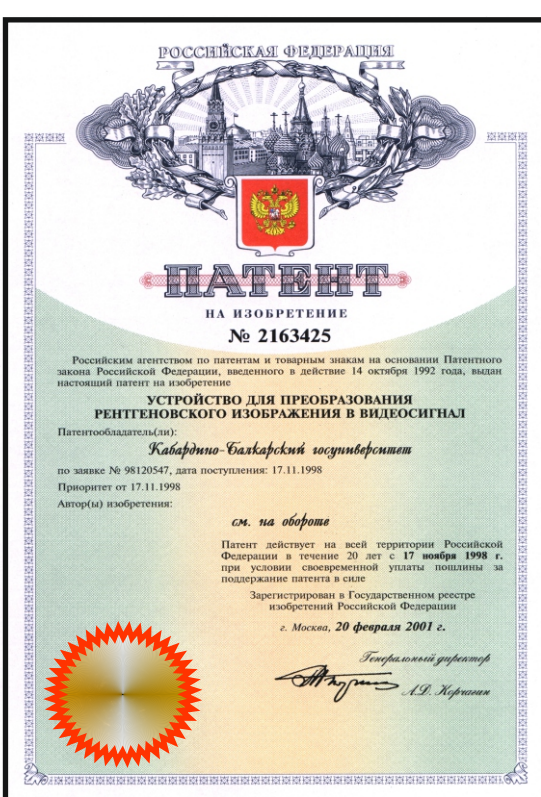 РОССИЙСКАЯ ФЕДЕРАЦИЯ
ПАТЕНТ
НА ИЗОБРЕТЕНИЕ
№ 2163425
Российским агентством по патентам и товарным знакам на основании Патентного
закона Российской Федерации, введенного в действие 14 октября 1992 года, выдан
настоящий патент на изобретение
УСТРОЙСТВО ДЛЯ ПРЕОБРАЗОВАНИЯ
РЕНТГЕНОВСКОГО ИЗОБРАЖЕНИЯ В ВИДЕОСИГНАЛ
Патентообладатель(ли):
Кабардино-Балкарский госуниверситет
по заявке № 98120547, дата поступления: 17.11.1998
Приоритет от 17.11.1998
Автор(ы) изобретения:
см. на обороте
Патент действует на всей территории Российской
Федерации в течение 20 лет с 17 ноября 1998 г.
при условии своевременной уплаты пошлины за
поддержание патента в силе
Зарегистрирован в Государственном реестре
изобретений Российской Федерации
г. Москва, 20 февраля 2001 г.
Генеральный директор
А.Д. Корчагин